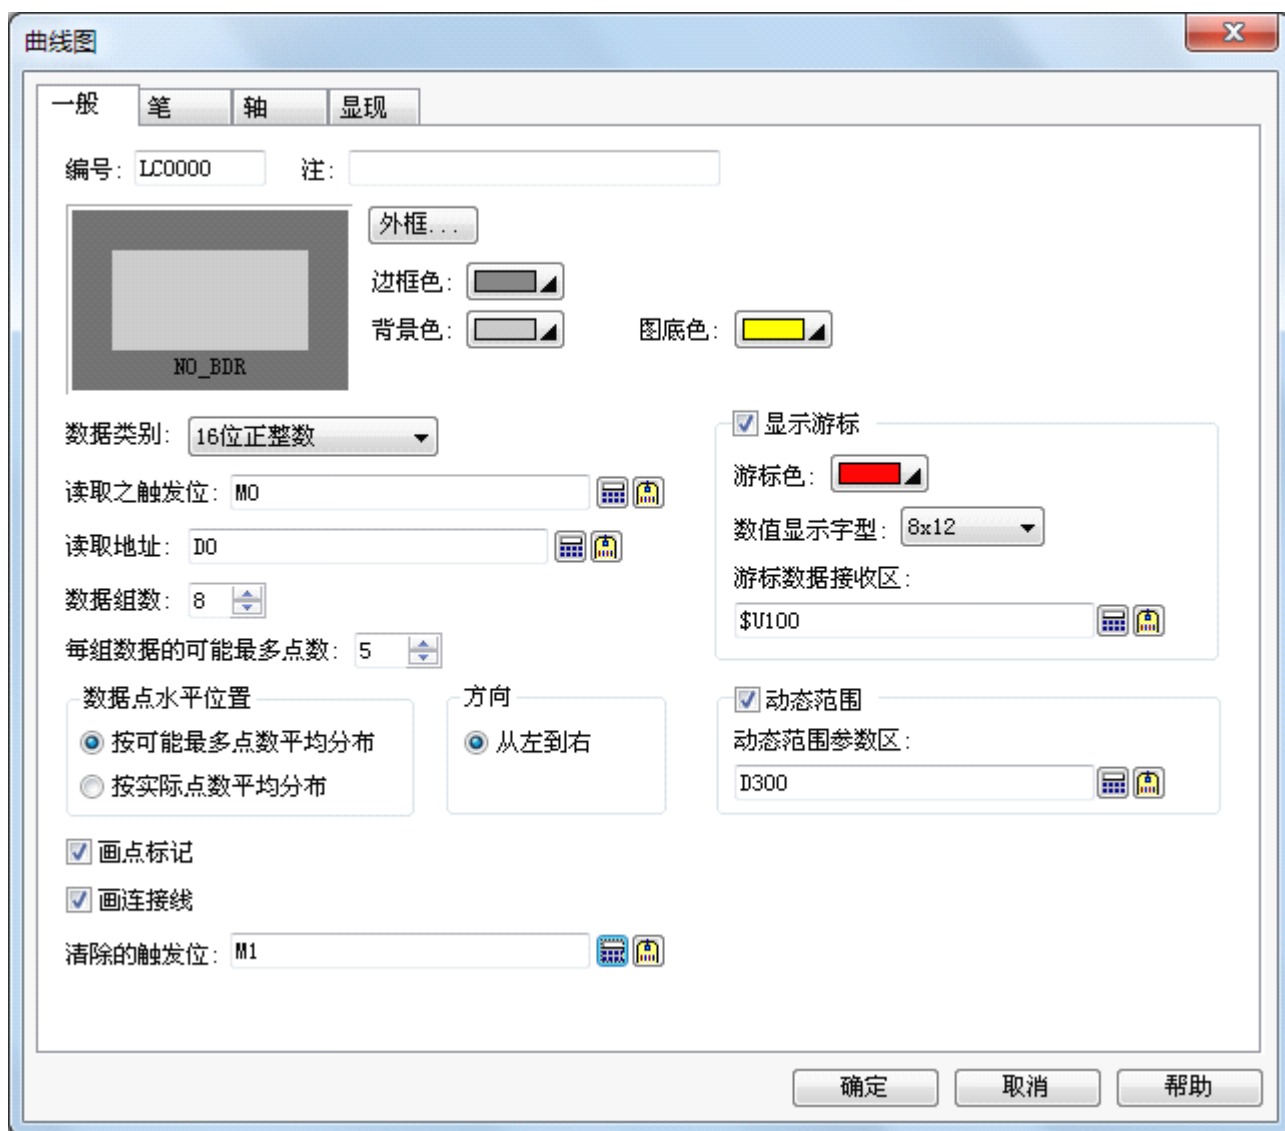 曲线图
一般 笔 轴 显现
编号: LC0000 注:
外框...
边框色:
背景色: 图底色:
NO_BDR
数据类别: 16位正整数
读取之触发位: M0
读取地址: D0
数据组数: 8
每组数据的可能最多点数: 5
显示游标
游标色:
数值显示字型: 8x12
游标数据接收区:
$U100
数据点水平位置
按可能最多点数平均分布
按实际点数平均分布
方向
从左到右
动态范围
动态范围参数区:
D300
画点标记
画连接线
清除的触发位: M1
确定 取消 帮助